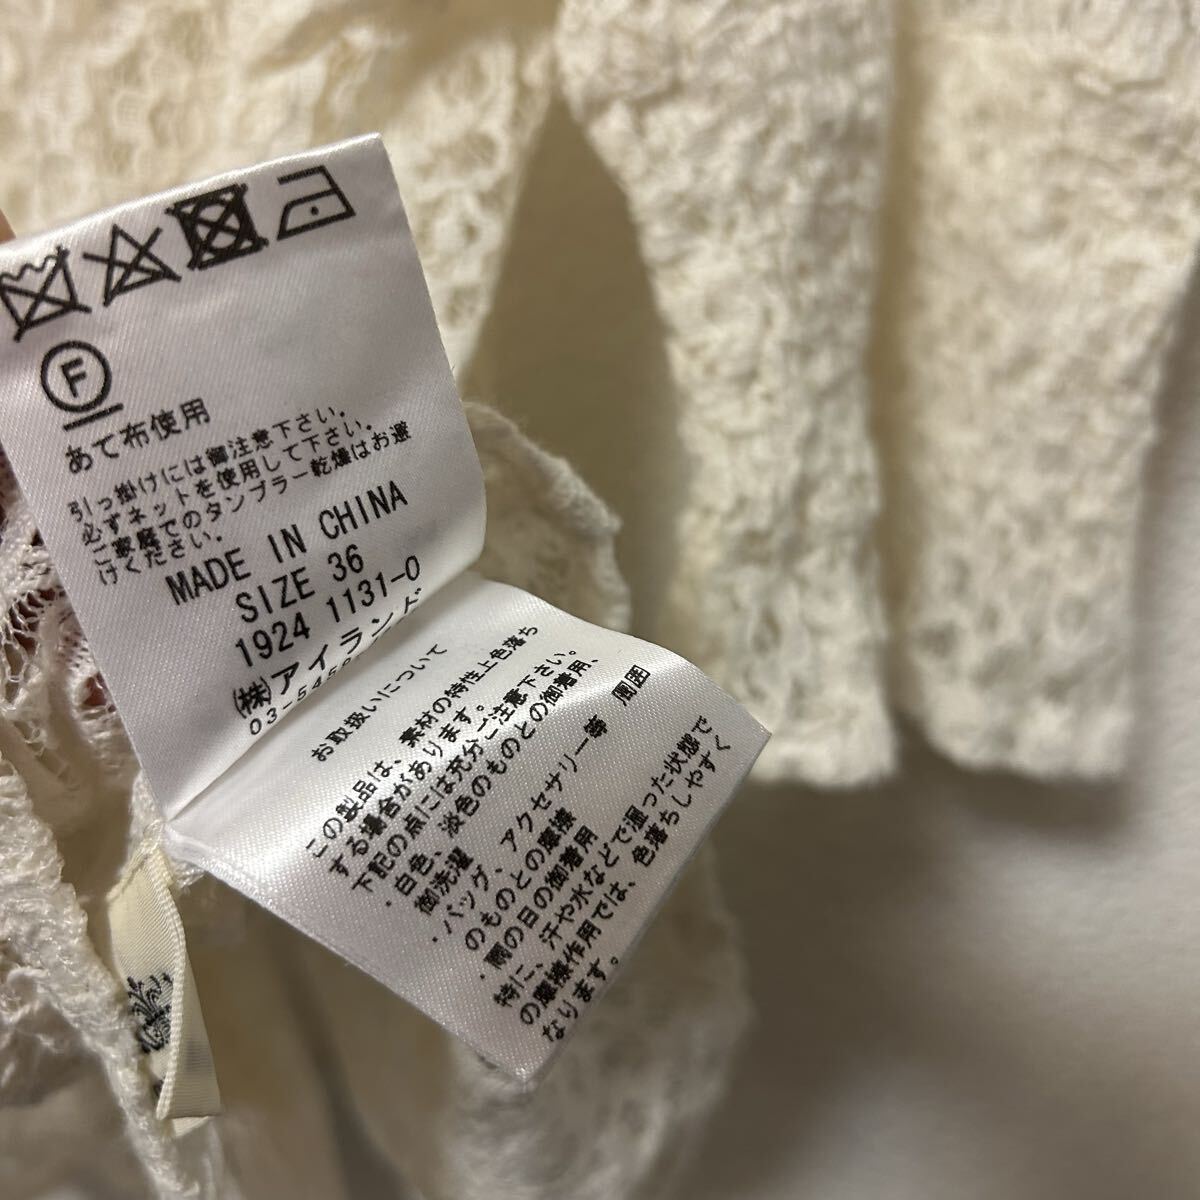 F
あて布使用
引っ掛けには御注意下さい。
必ずネットを使用して下さい。
ご家庭でのタンブラー乾燥はお避
けください。
MADE IN CHINA
SIZE 36
1924 1131-0
(株)アイランド
03-545
お取扱いについて
この製品は、素材の特性上色落ち
する場合があります。
下記の点には充分ご注意下さい。
・白色、淡色のものとの御着用、
御洗濯
・バッグ、アクセサリー等 周囲
のものとの摩擦
・雨の日の御着用
特に、汗や水などで湿った状態で
の摩擦作用では、色落ちしやすく
なります。